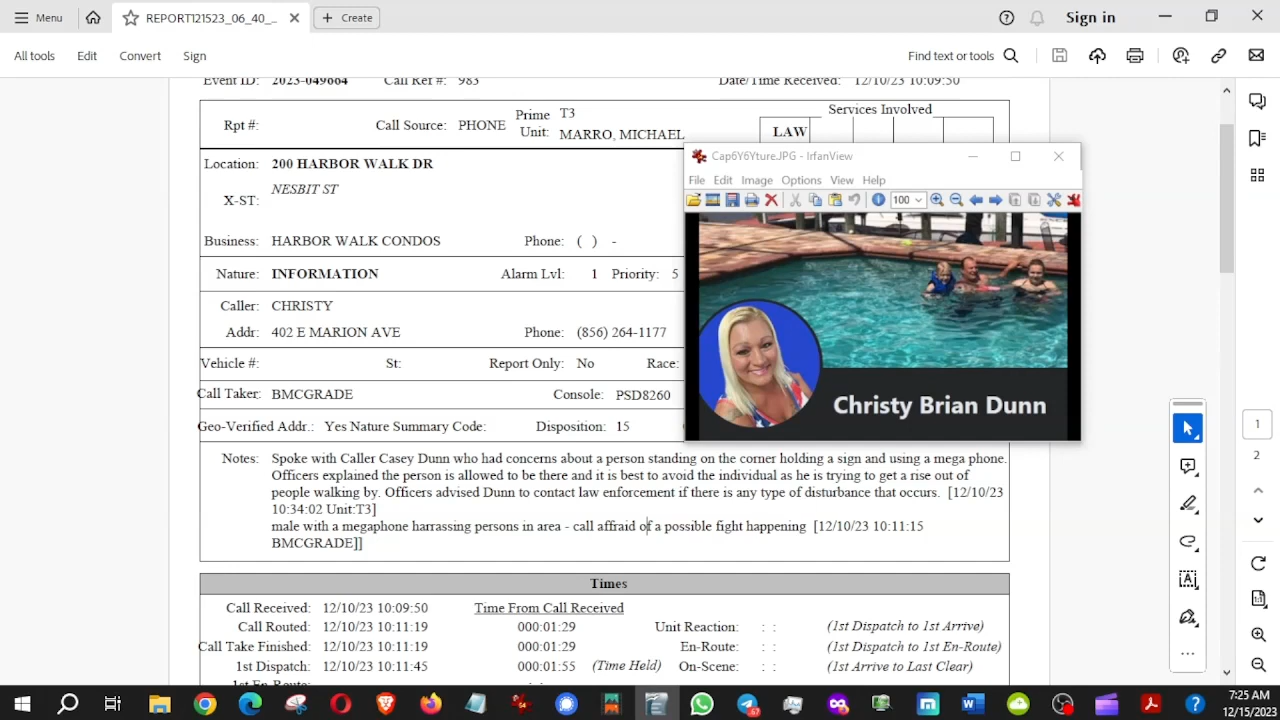 Menu
REPORT121523_06_40_...
Create
Sign in
All tools Edit Convert Sign
Find text or tools
Event ID: 2023-049664 Call Ref #: 983 Date/Time Received: 12/10/23 10:09:50
Rpt #: Call Source: PHONE Prime Unit: T3 MARRO, MICHAEL
Services Involved
LAW
Location: 200 HARBOR WALK DR
X-ST: NESBIT ST
Business: HARBOR WALK CONDOS Phone: ( ) -
Nature: INFORMATION Alarm Lvl: 1 Priority: 5
Caller: CHRISTY
Addr: 402 E MARION AVE Phone: (856) 264-1177
Vehicle #: St: Report Only: No Race:
Call Taker: BMCGRADE Console: PSD8260
Geo-Verified Addr.: Yes Nature Summary Code: Disposition: 15
Cap6Y6Yture.JPG - IrfanView
File Edit Image Options View Help
100
Christy Brian Dunn
Notes: Spoke with Caller Casey Dunn who had concerns about a person standing on the corner holding a sign and using a mega phone.
Officers explained the person is allowed to be there and it is best to avoid the individual as he is trying to get a rise out of
people walking by. Officers advised Dunn to contact law enforcement if there is any type of disturbance that occurs. [12/10/23
10:34:02 Unit:T3]
male with a megaphone harrassing persons in area - call affraid of a possible fight happening [12/10/23 10:11:15
BMCGRADE]]
Times
Call Received: 12/10/23 10:09:50 Time From Call Received
Call Routed: 12/10/23 10:11:19 000:01:29 Unit Reaction: : : (1st Dispatch to 1st Arrive)
Call Take Finished: 12/10/23 10:11:19 000:01:29 En-Route: : : (1st Dispatch to 1st En-Route)
1st Dispatch: 12/10/23 10:11:45 000:01:55 (Time Held) On-Scene: : : (1st Arrive to Last Clear)
1st En-Route:
1
2
7:25 AM
12/15/2023